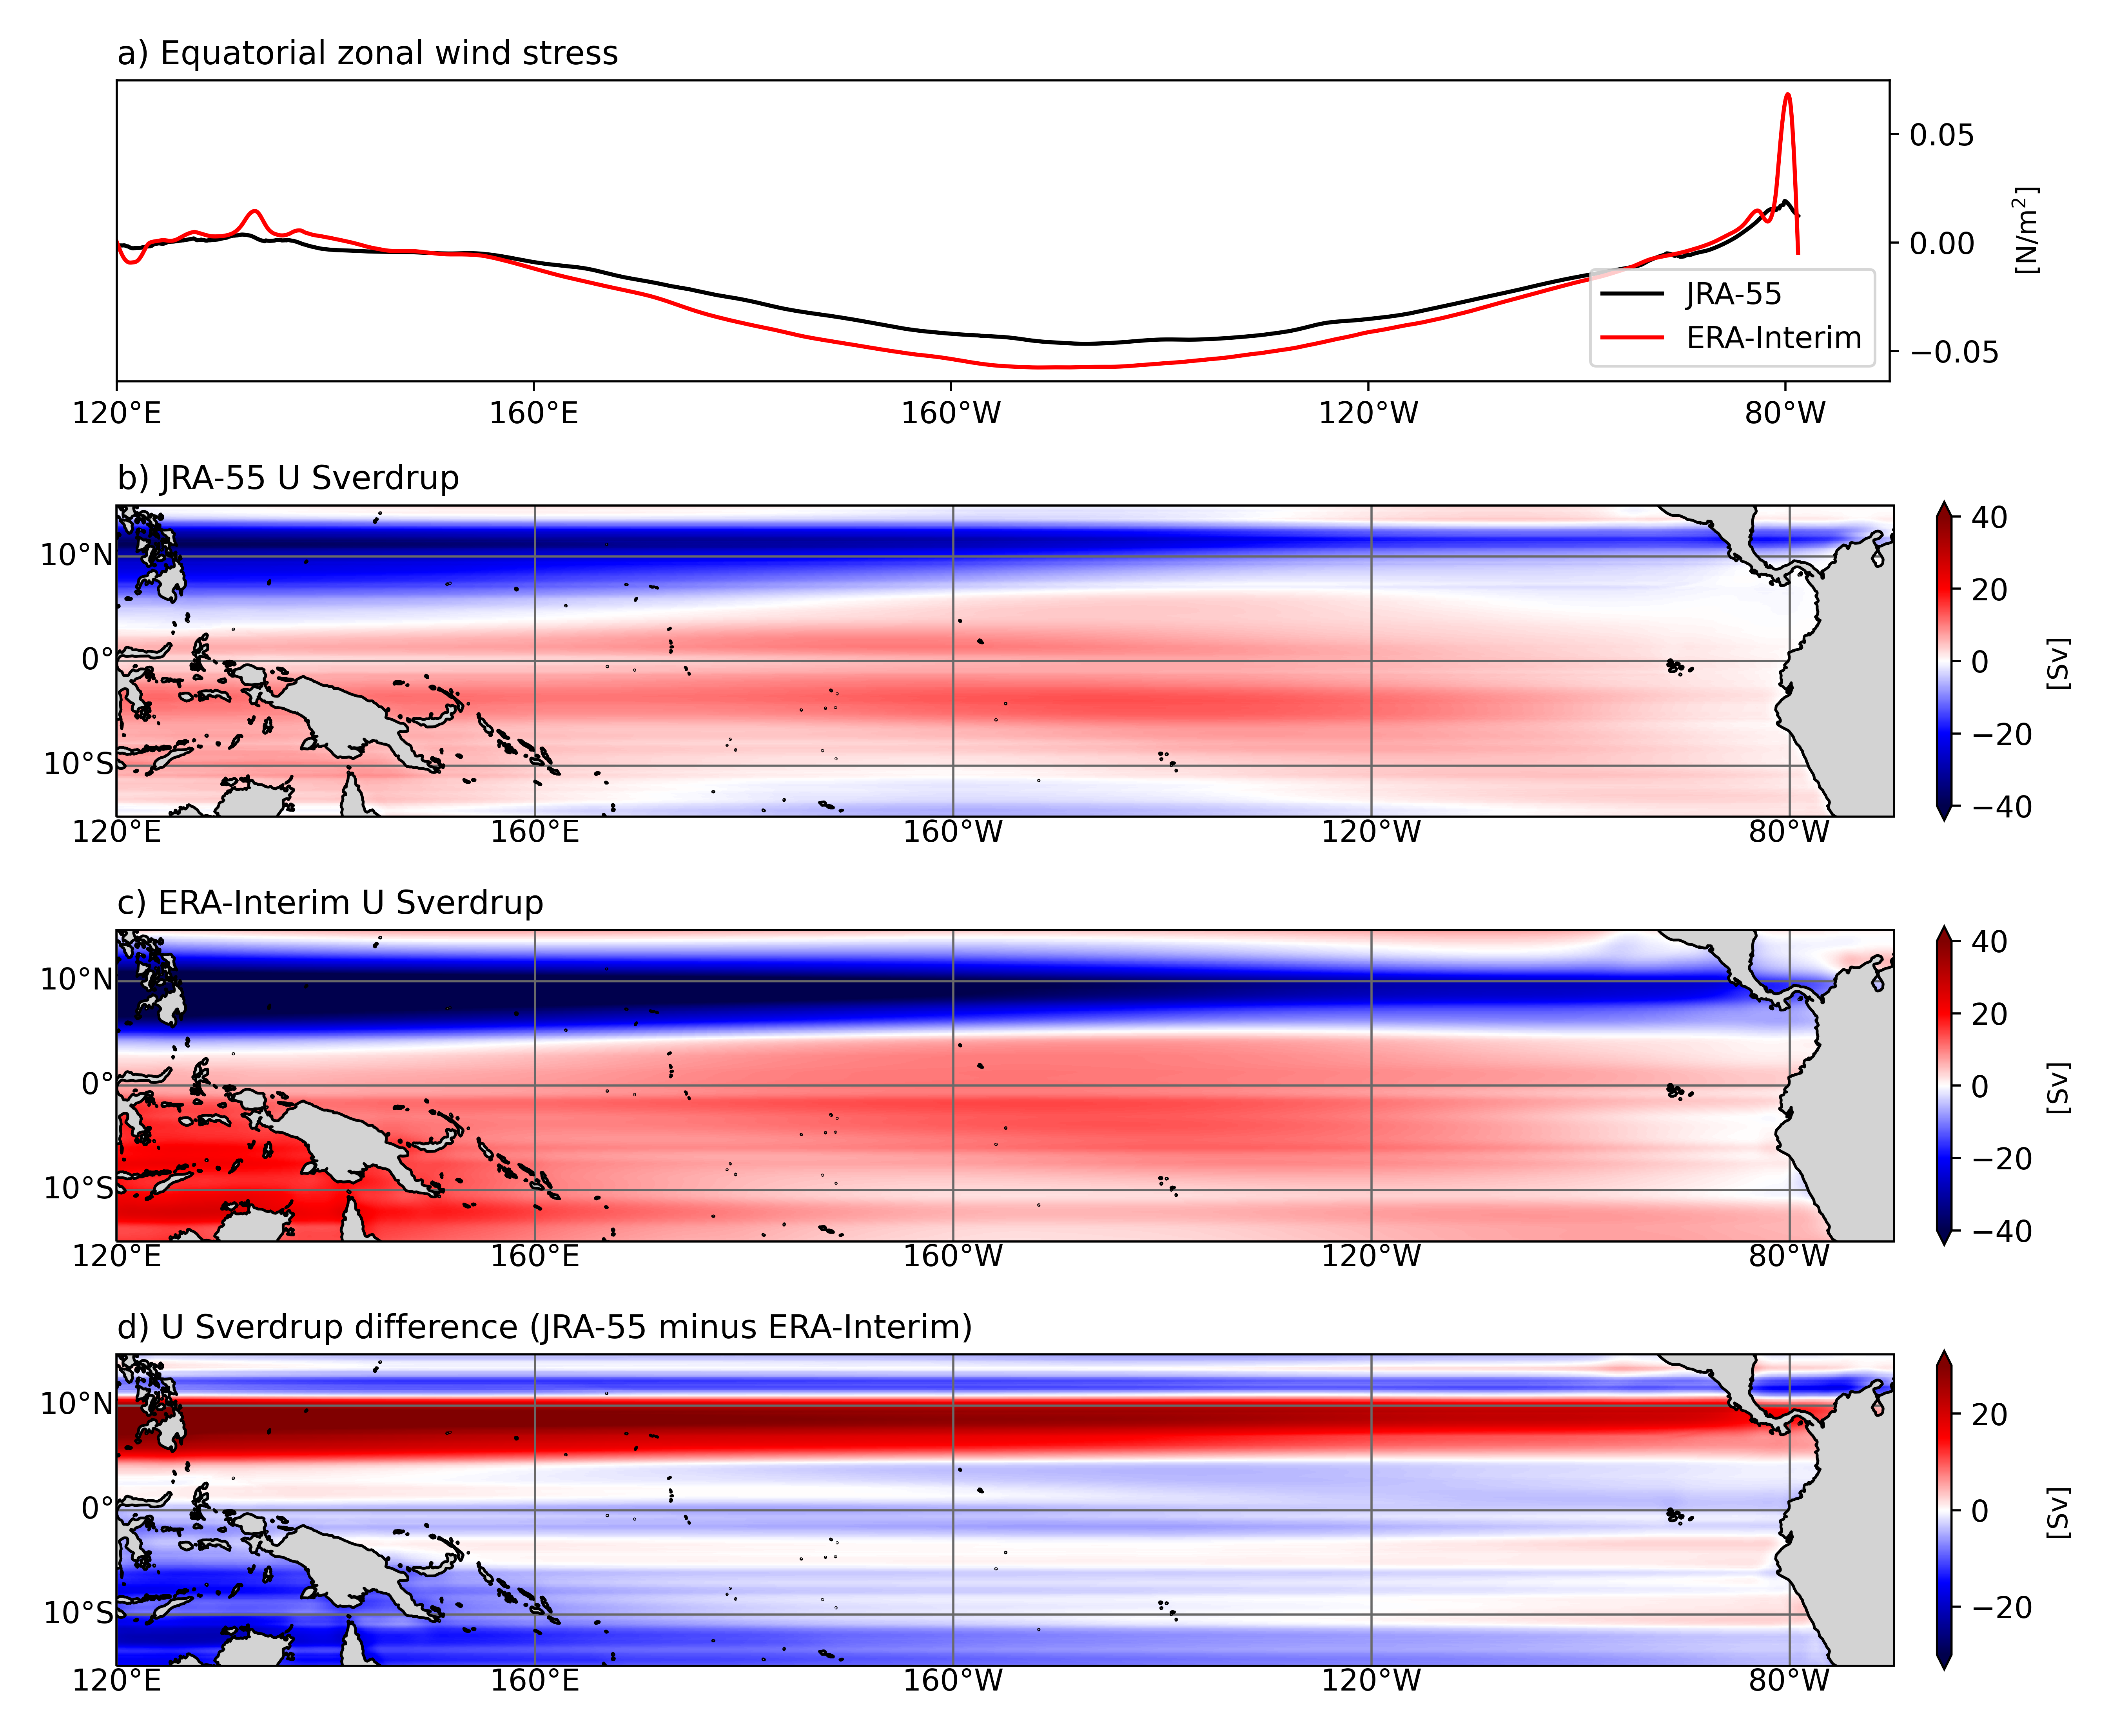 a) Equatorial zonal wind stress
0.05
0.00
−0.05
[N/m²]
JRA-55
ERA-Interim
120°E 160°E 160°W 120°W 80°W
b) JRA-55 U Sverdrup
10°N
0°
10°S
120°E 160°E 160°W 120°W 80°W
40
20
0
−20
−40
[Sv]
c) ERA-Interim U Sverdrup
10°N
0°
10°S
120°E 160°E 160°W 120°W 80°W
40
20
0
−20
−40
[Sv]
d) U Sverdrup difference (JRA-55 minus ERA-Interim)
10°N
0°
10°S
120°E 160°E 160°W 120°W 80°W
20
0
−20
[Sv]